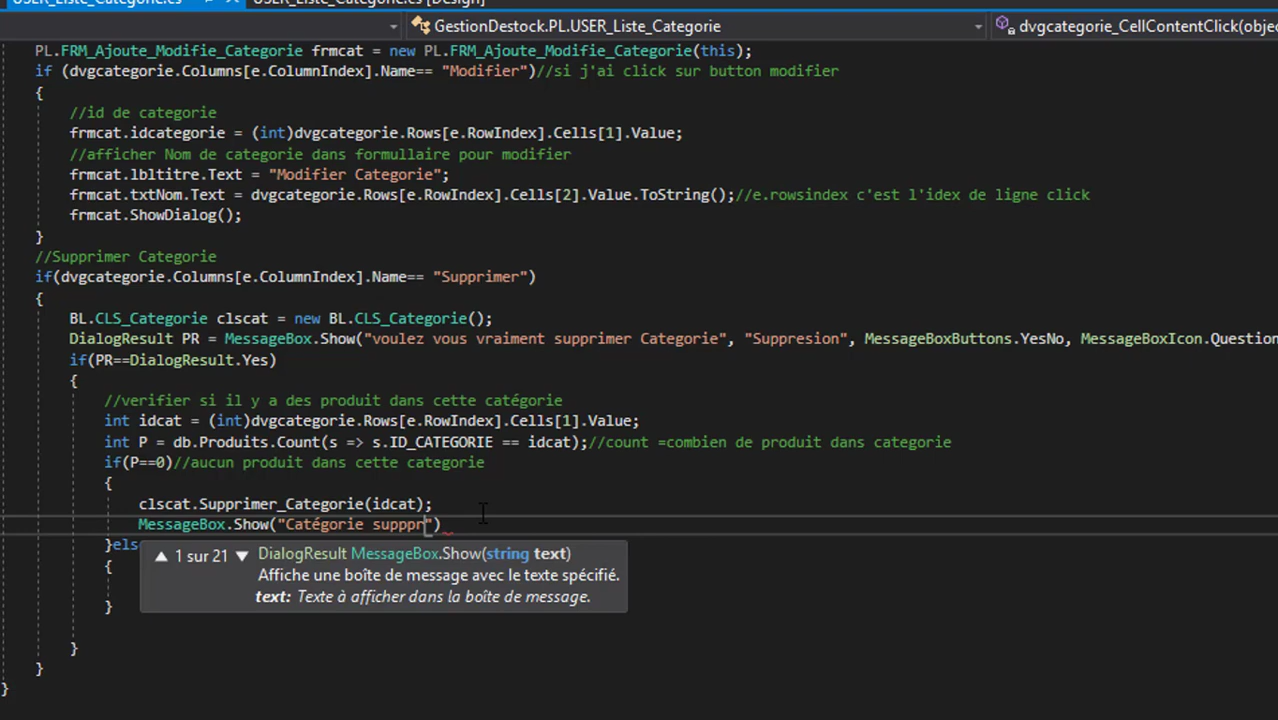 USER_Liste_Categorie.cs USER_Liste_Categorie.cs [Design]
GestionDestock.PL.USER_Liste_Categorie dvgcategorie_CellContentClick(objec
PL.FRM_Ajoute_Modifie_Categorie frmcat = new PL.FRM_Ajoute_Modifie_Categorie(this);
if (dvgcategorie.Columns[e.ColumnIndex].Name== "Modifier")//si j'ai click sur button modifier
{
//id de categorie
frmcat.idcategorie = (int)dvgcategorie.Rows[e.RowIndex].Cells[1].Value;
//afficher Nom de categorie dans formullaire pour modifier
frmcat.lbltitre.Text = "Modifier Categorie";
frmcat.txtNom.Text = dvgcategorie.Rows[e.RowIndex].Cells[2].Value.ToString();//e.rowsindex c'est l'idex de ligne click
frmcat.ShowDialog();
}
//Supprimer Categorie
if(dvgcategorie.Columns[e.ColumnIndex].Name== "Supprimer")
{
BL.CLS_Categorie clscat = new BL.CLS_Categorie();
DialogResult PR = MessageBox.Show("voulez vous vraiment supprimer Categorie", "Suppresion", MessageBoxButtons.YesNo, MessageBoxIcon.Question
if(PR==DialogResult.Yes)
{
//verifier si il y a des produit dans cette catégorie
int idcat = (int)dvgcategorie.Rows[e.RowIndex].Cells[1].Value;
int P = db.Produits.Count(s => s.ID_CATEGORIE == idcat);//count =combien de produit dans categorie
if(P==0)//aucun produit dans cette categorie
{
clscat.Supprimer_Categorie(idcat);
MessageBox.Show("Catégorie supppr")
}els
{
▲ 1 sur 21 ▼ DialogResult MessageBox.Show(string text)
Affiche une boîte de message avec le texte spécifié.
text: Texte à afficher dans la boîte de message.
}
}
}
}